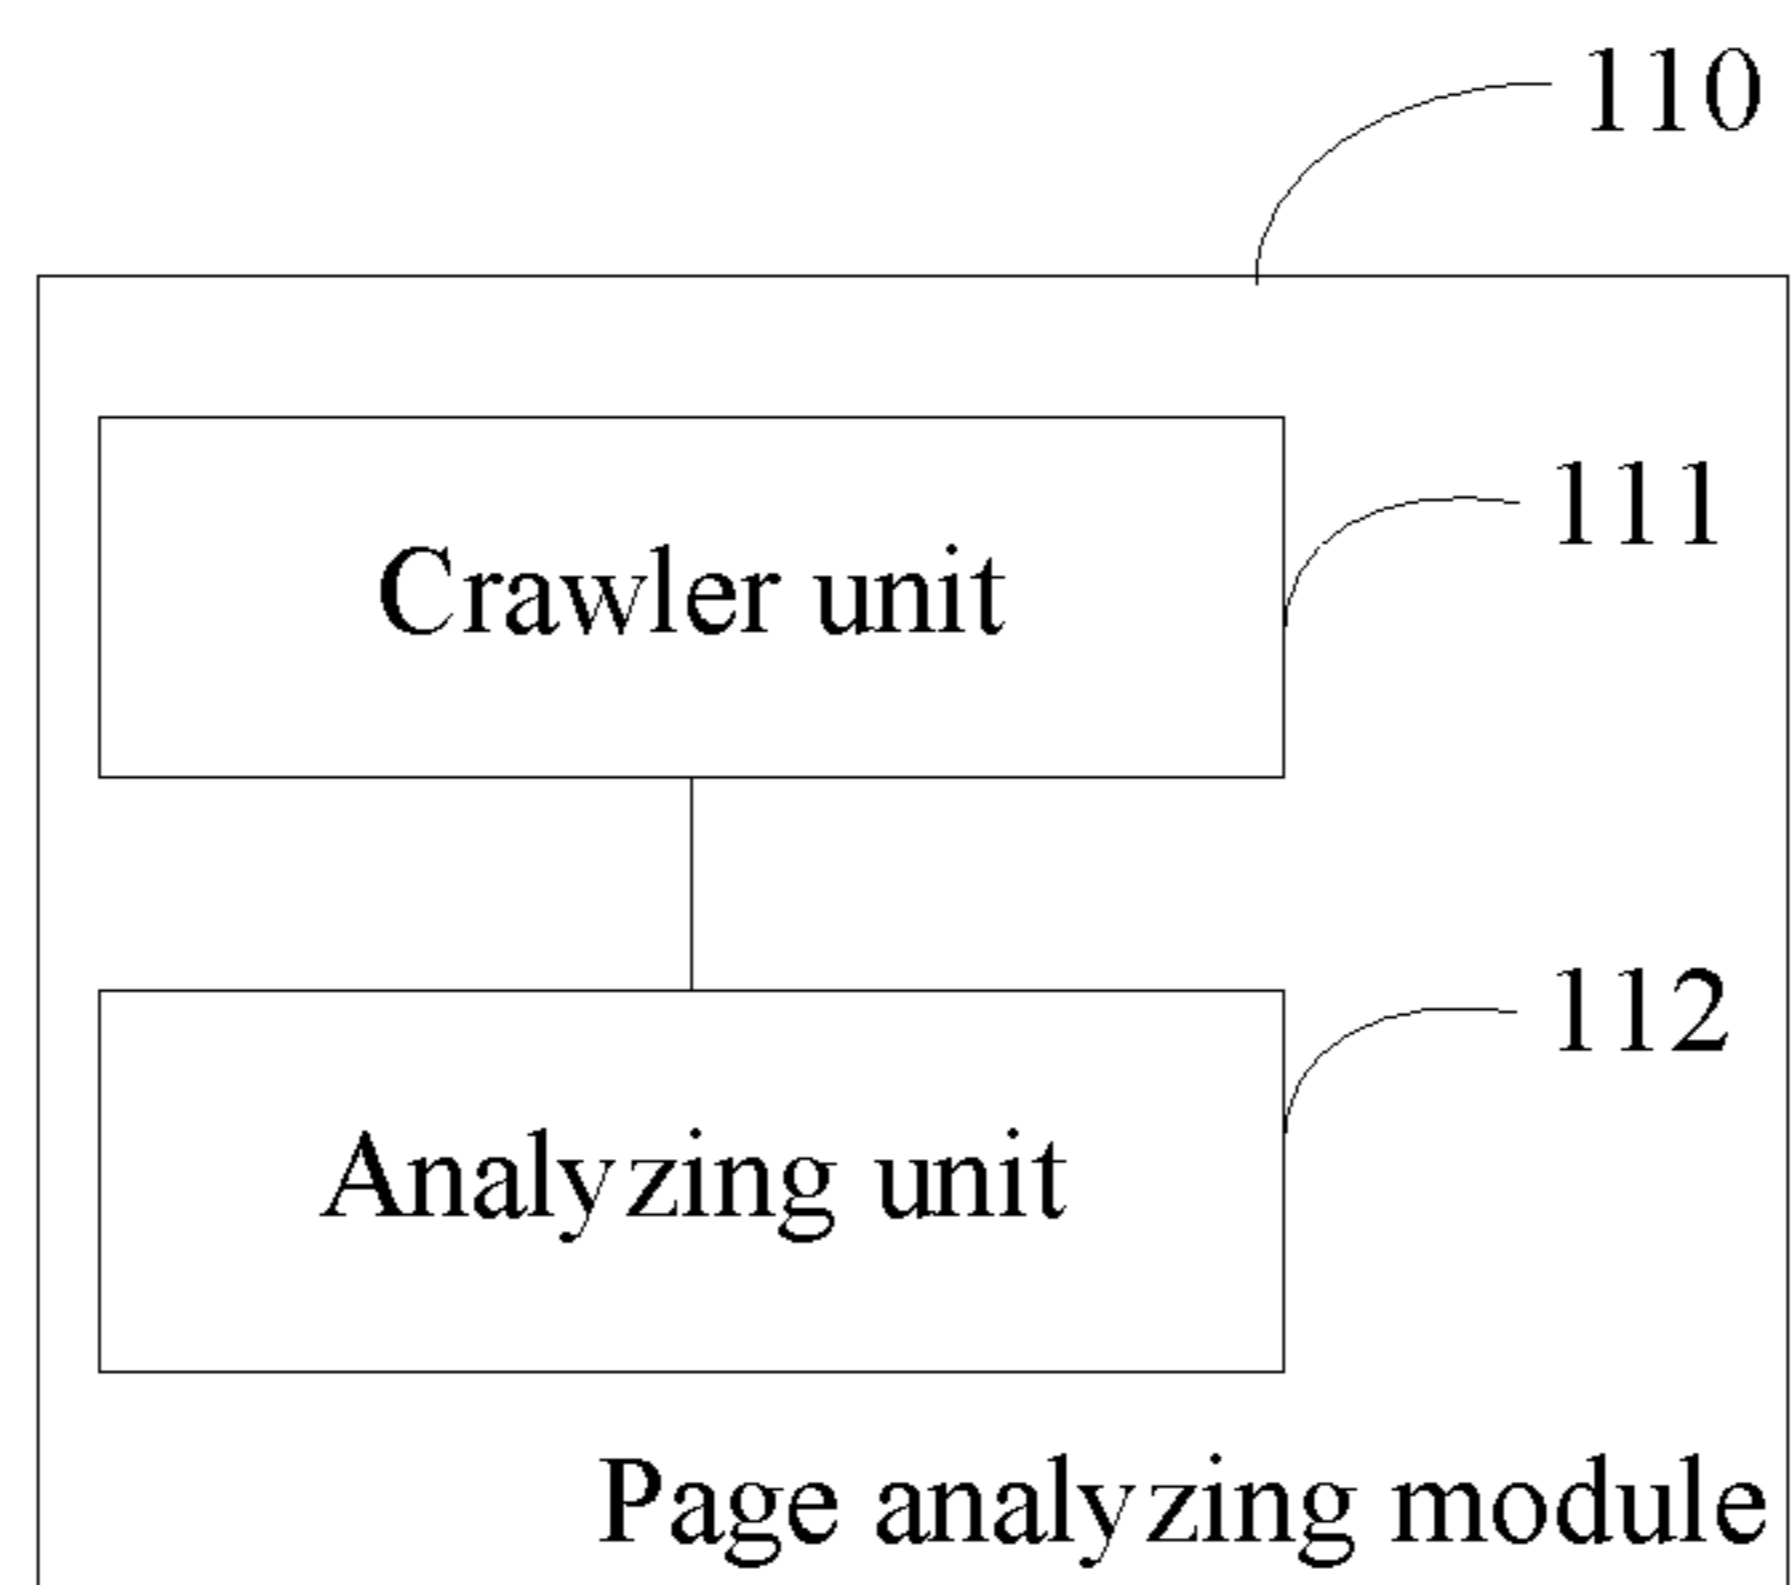 110
Crawler unit
111
Analyzing unit
112
Page analyzing module